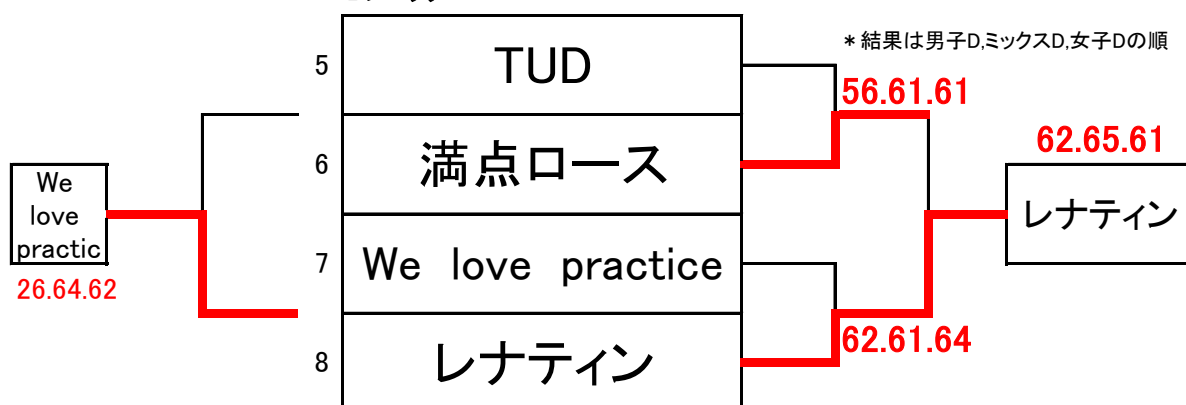 *結果は男子D,ミックスD,女子Dの順
5 TUD
56.61.61
6 満点ロース
62.65.61
レナティン
We
love
practic
26.64.62
7 We love practice
62.61.64
8 レナティン